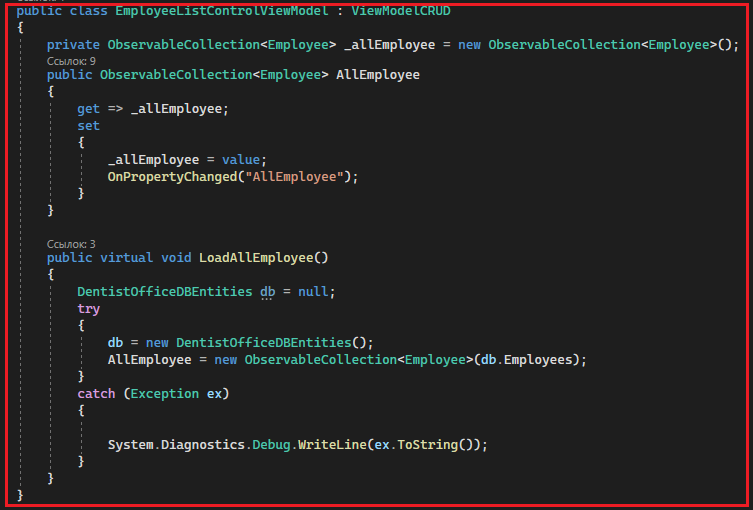 public class EmployeeListControlViewModel : ViewModelCRUD
{
private ObservableCollection<Employee> _allEmployee = new ObservableCollection<Employee>();
Ссылок: 9
public ObservableCollection<Employee> AllEmployee
{
get => _allEmployee;
set
{
_allEmployee = value;
OnPropertyChanged("AllEmployee");
}
}
Ссылок: 3
public virtual void LoadAllEmployee()
{
DentistOfficeDBEntities db = null;
try
{
db = new DentistOfficeDBEntities();
AllEmployee = new ObservableCollection<Employee>(db.Employees);
}
catch (Exception ex)
{
System.Diagnostics.Debug.WriteLine(ex.ToString());
}
}
}